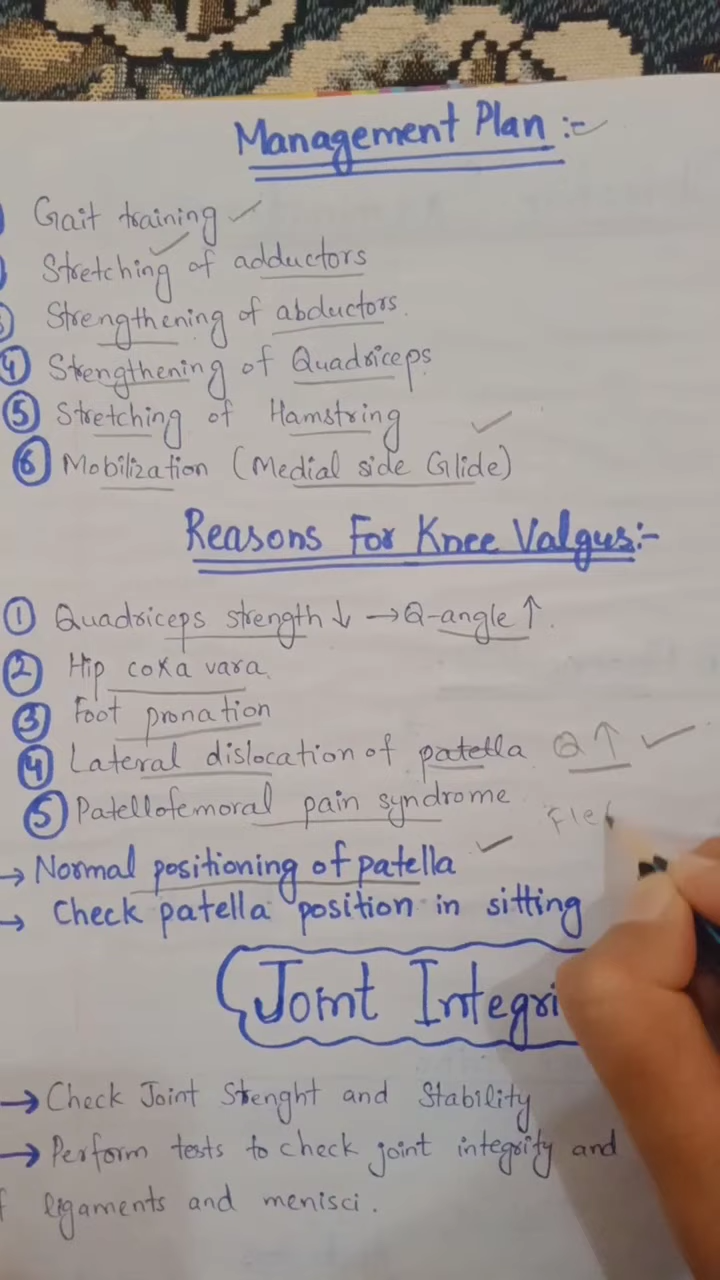 Management Plan :-
Gait training
Stretching of adductors
Strengthening of abductors.
4 Strengthening of Quadriceps
5 Stretching of Hamstring
6 Mobilization (Medial side Glide)
Reasons For Knee Valgus:-
1 Quadriceps strength ↓ → Q-angle ↑.
2 Hip coxa vara.
3 Foot pronation
4 Lateral dislocation of patella Q ↑
5 Patellofemoral pain syndrome
→ Normal positioning of patella
→ Check patella position in sitting
Joint Integri
→ Check Joint Strenght and Stability
→ Perform tests to check joint integrity and
ligaments and menisci.